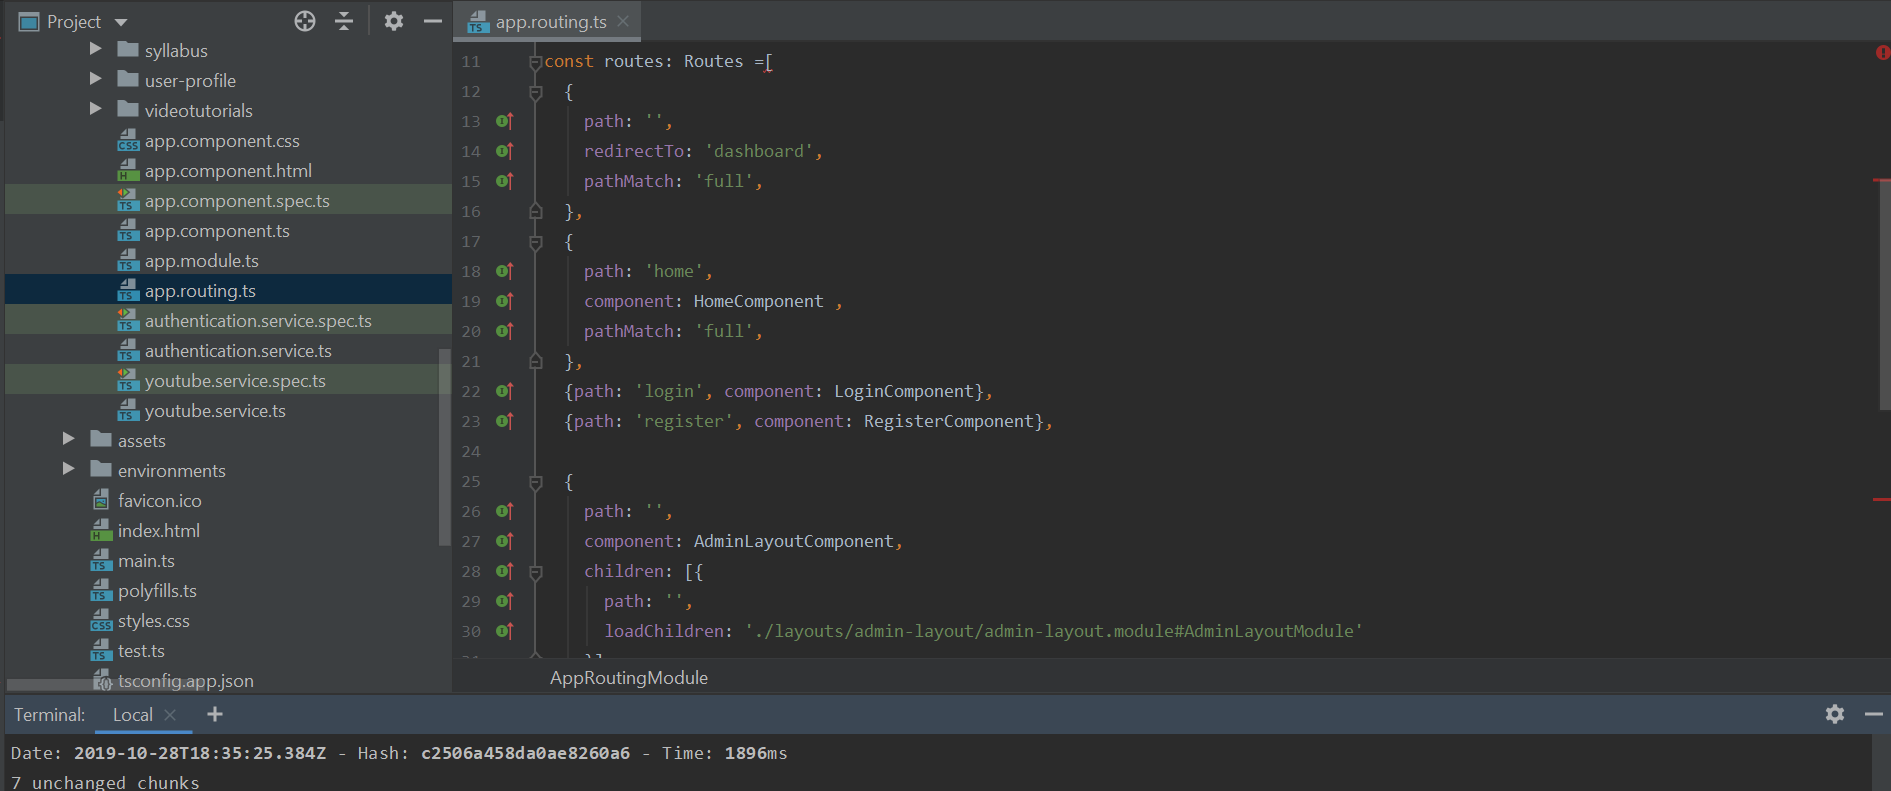 Project
syllabus
user-profile
videotutorials
app.component.css
app.component.html
app.component.spec.ts
app.component.ts
app.module.ts
app.routing.ts
authentication.service.spec.ts
authentication.service.ts
youtube.service.spec.ts
youtube.service.ts
assets
environments
favicon.ico
index.html
main.ts
polyfills.ts
styles.css
test.ts
tsconfig.app.json
app.routing.ts
11 const routes: Routes =[
12 {
13 path: '',
14 redirectTo: 'dashboard',
15 pathMatch: 'full',
16 },
17 {
18 path: 'home',
19 component: HomeComponent ,
20 pathMatch: 'full',
21 },
22 {path: 'login', component: LoginComponent},
23 {path: 'register', component: RegisterComponent},
24
25 {
26 path: '',
27 component: AdminLayoutComponent,
28 children: [{
29 path: '',
30 loadChildren: './layouts/admin-layout/admin-layout.module#AdminLayoutModule'
AppRoutingModule
Terminal: Local +
Date: 2019-10-28T18:35:25.384Z - Hash: c2506a458da0ae8260a6 - Time: 1896ms
7 unchanged chunks